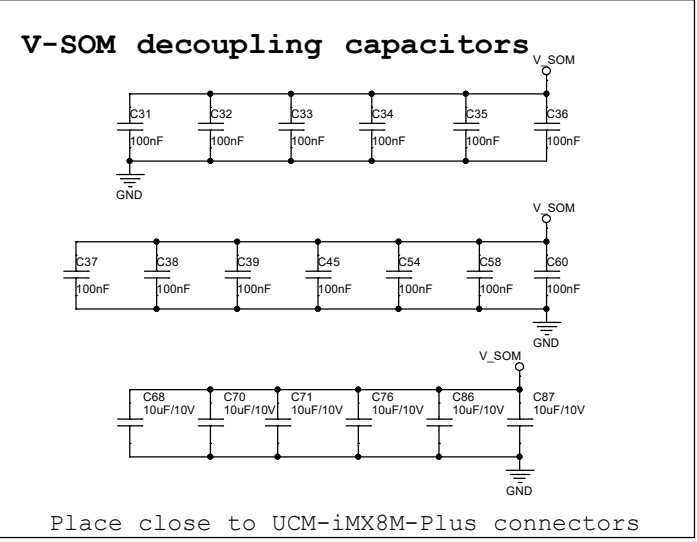 V-SOM decoupling capacitors
V_SOM
C31 C32 C33 C34 C35 C36
100nF 100nF 100nF 100nF 100nF 100nF
GND
V_SOM
C37 C38 C39 C45 C54 C58 C60
100nF 100nF 100nF 100nF 100nF 100nF 100nF
GND
V_SOM
C68 C70 C71 C76 C86 C87
10uF/10V 10uF/10V 10uF/10V 10uF/10V 10uF/10V 10uF/10V
GND
Place close to UCM-iMX8M-Plus connectors